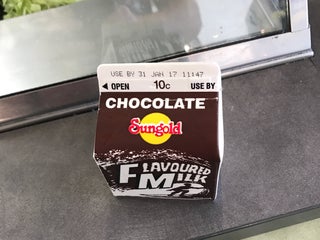 USE BY 31 JAN 17 11:47
OPEN 10c USE BY
CHOCOLATE
Sungold
FLAVOURED
MILK